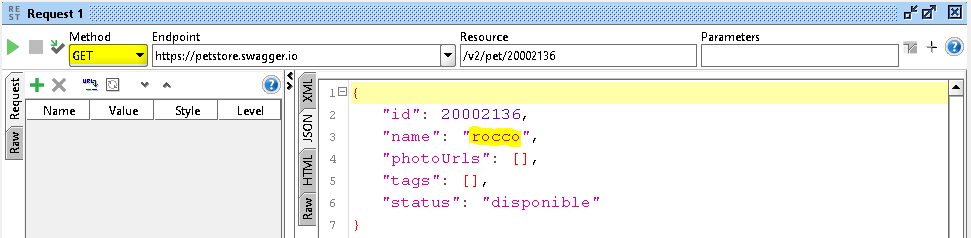 RE
ST
Request 1
Method
Endpoint
Resource
Parameters
GET
https://petstore.swagger.io
/v2/pet/20002136
Request
Raw
Name Value Style Level
XML
JSON
HTML
Raw
1 {
2 "id": 20002136,
3 "name": "rocco",
4 "photoUrls": [],
5 "tags": [],
6 "status": "disponible"
7 }